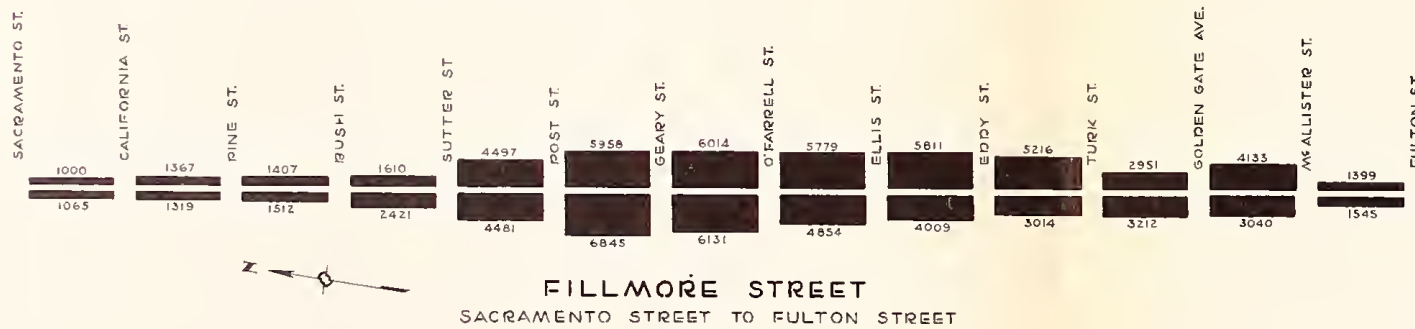 SACRAMENTO ST.
CALIFORNIA ST.
PINE ST.
BUSH ST.
SUTTER ST
POST ST.
GEARY ST.
O'FARRELL ST.
ELLIS ST.
EDDY ST.
TURK ST.
GOLDEN GATE AVE.
McALLISTER ST.
FULTON ST.
1000 1367 1407 1610 4497 5958 6014 5779 5811 5216 2951 4133 1399
1065 1319 1512 2421 4481 6845 6131 4854 4009 3014 3212 3040 1545
N
FILLMORE STREET
SACRAMENTO STREET TO FULTON STREET